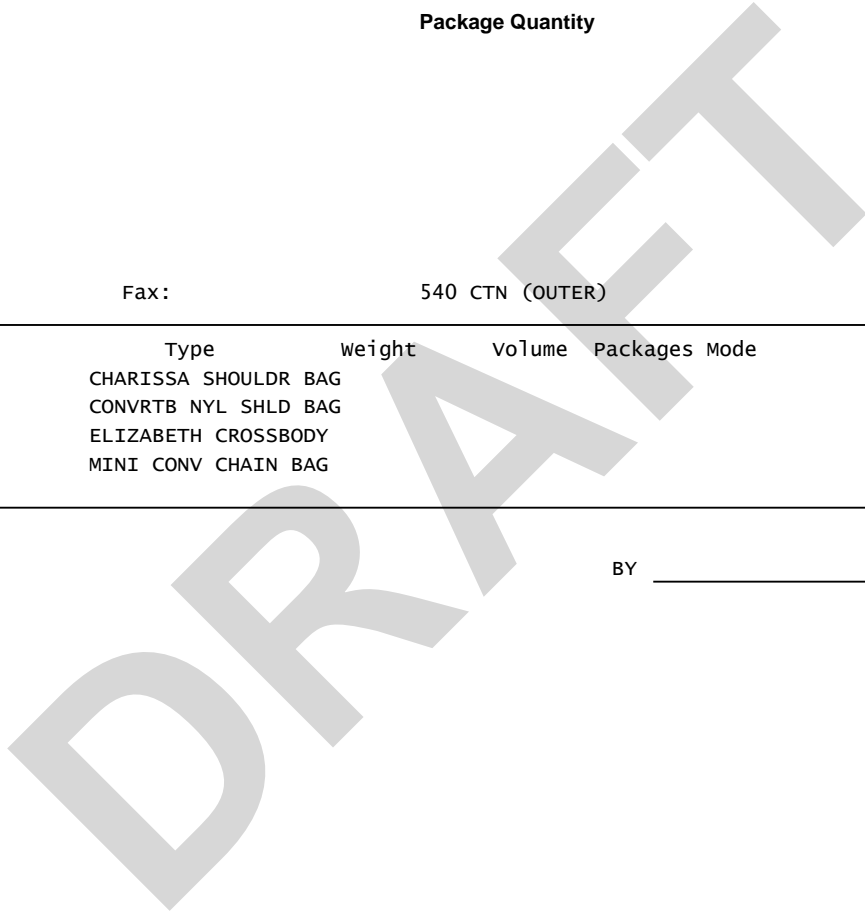 Package Quantity
Fax: 540 CTN (OUTER)
Type Weight Volume Packages Mode
CHARISSA SHOULDR BAG
CONVRTB NYL SHLD BAG
ELIZABETH CROSSBODY
MINI CONV CHAIN BAG
BY
DRAFT